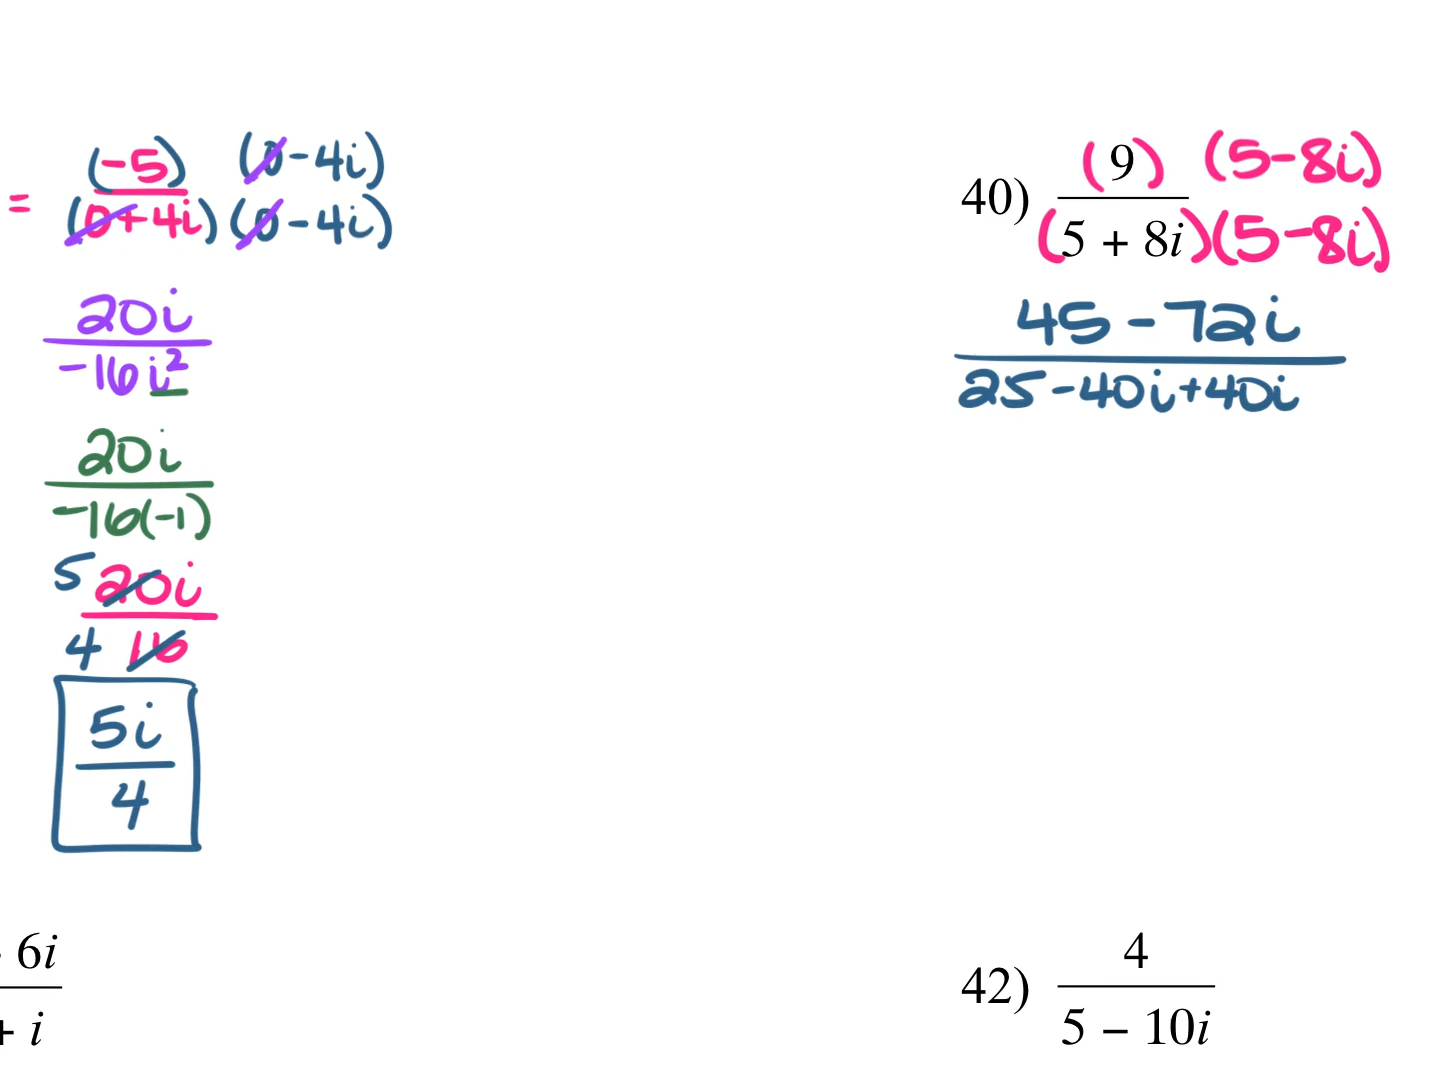 = (-5) (0-4i)
(0+4i) (0-4i)
20i
-16i²
20i
-16(-1)
5 20i
4 16
5i
4
6i
+ i
40) (9) (5-8i)
(5 + 8i)(5-8i)
45-72i
25-40i+40i
42) 4
5 − 10i